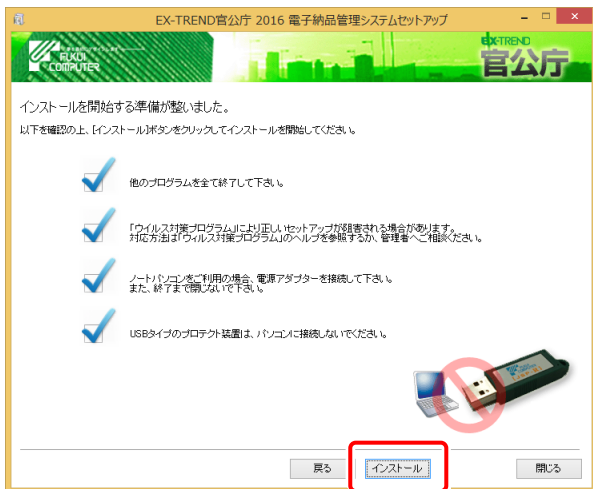 EX-TREND官公庁 2016 電子納品管理システムセットアップ
FUKUI
COMPUTER
EX-TREND
官公庁
インストールを開始する準備が整いました。
以下を確認の上、[インストール]ボタンをクリックしてインストールを開始してください。
他のプログラムを全て終了して下さい。
「ウイルス対策プログラム」により正しいセットアップが阻害される場合があります。
対応方法は「ウィルス対策プログラム」のヘルプを参照するか、管理者へご相談ください。
ノートパソコンをご利用の場合、電源アダプターを接続して下さい。
また、終了まで閉じないで下さい。
USBタイプのプロテクト装置は、パソコンに接続しないでください。
戻る
インストール
閉じる